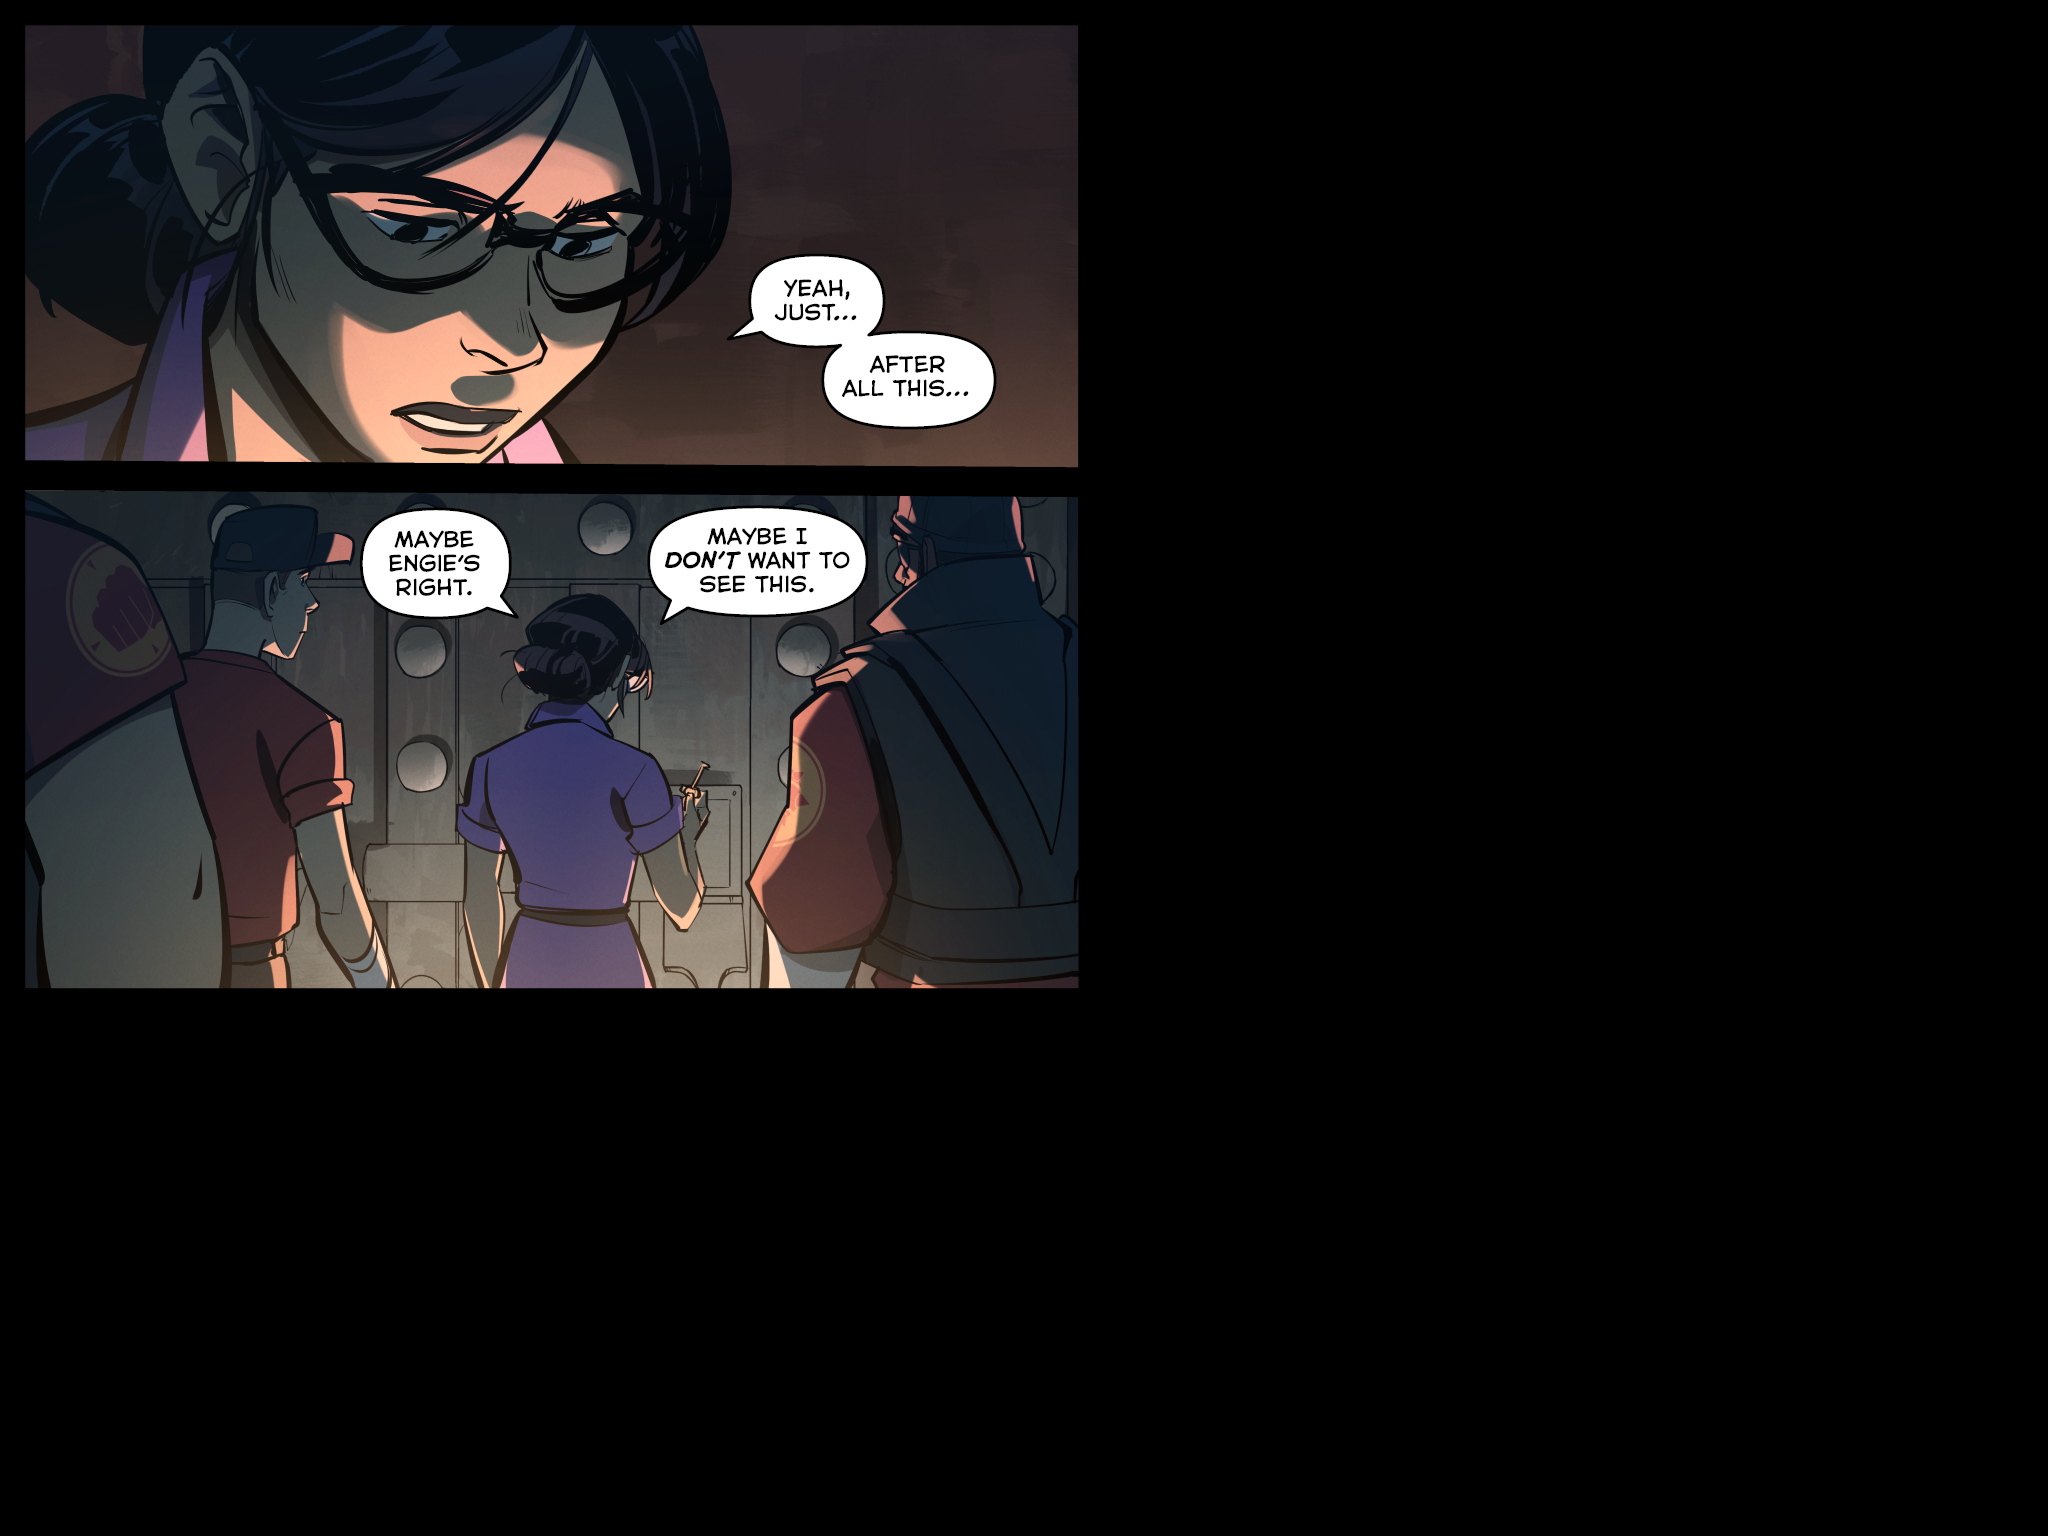 YEAH,
JUST...
AFTER
ALL THIS...
MAYBE
ENGIE'S
RIGHT.
MAYBE I
DON'T WANT TO
SEE THIS.